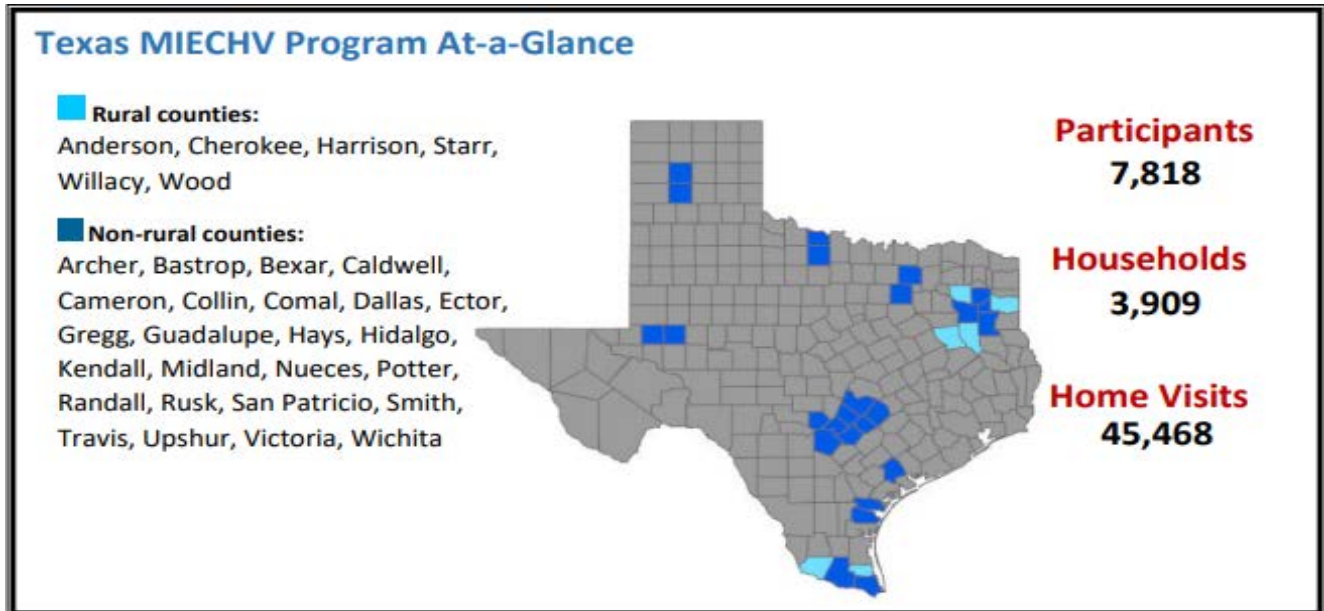 Texas MIECHV Program At-a-Glance
Rural counties:
Anderson, Cherokee, Harrison, Starr,
Willacy, Wood
Non-rural counties:
Archer, Bastrop, Bexar, Caldwell,
Cameron, Collin, Comal, Dallas, Ector,
Gregg, Guadalupe, Hays, Hidalgo,
Kendall, Midland, Nueces, Potter,
Randall, Rusk, San Patricio, Smith,
Travis, Upshur, Victoria, Wichita
Participants
7,818
Households
3,909
Home Visits
45,468